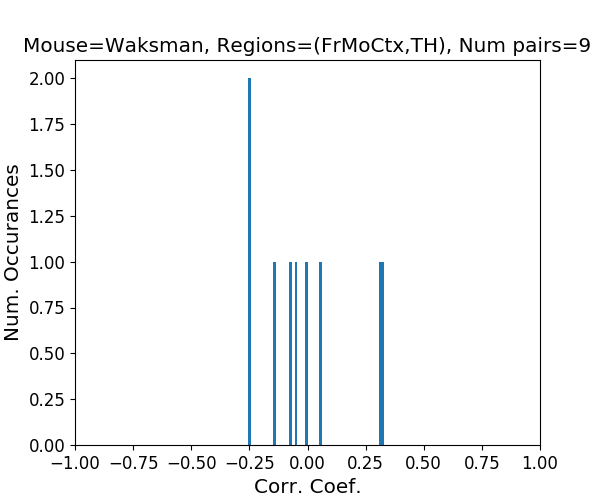 Mouse=Waksman, Regions=(FrMoCtx,TH), Num pairs=9
Num. Occurances
2.00
1.75
1.50
1.25
1.00
0.75
0.50
0.25
0.00
−1.00 −0.75 −0.50 −0.25 0.00 0.25 0.50 0.75 1.00
Corr. Coef.